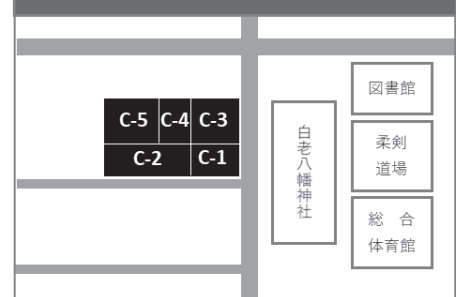 C-5 C-4 C-3
C-2 C-1
白老八幡神社
図書館
柔剣
道場
総 合
体育館